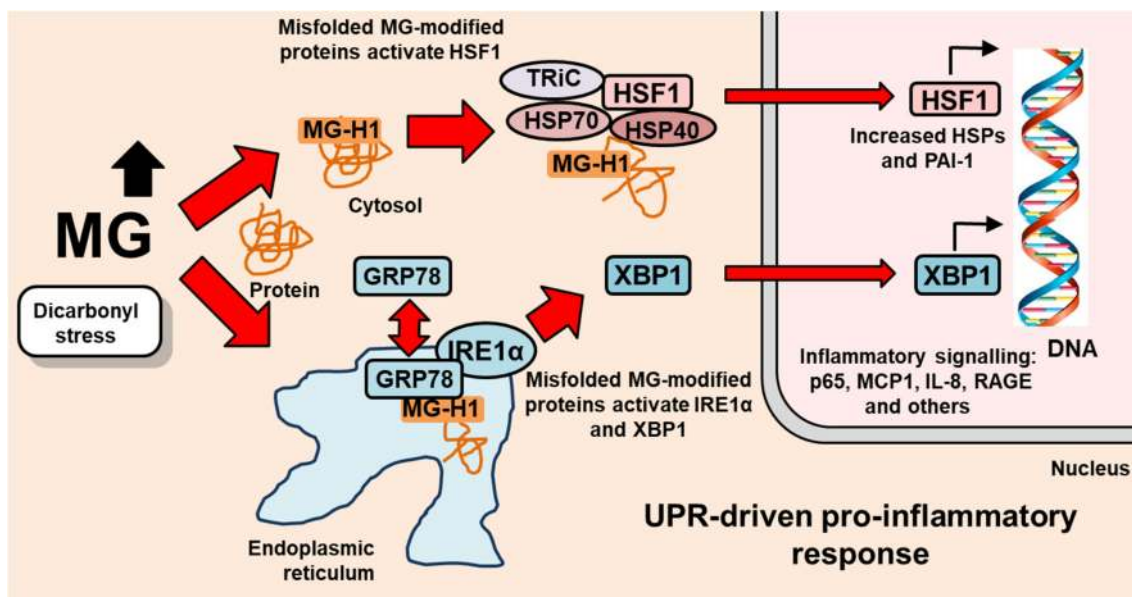 Misfolded MG-modified
proteins activate HSF1
TRiC
HSF1
HSP70
HSP40
MG-H1
MG-H1
Cytosol
HSF1
Increased HSPs
and PAI-1
MG
Dicarbonyl
stress
Protein
GRP78
XBP1
XBP1
IRE1α
GRP78
MG-H1
Misfolded MG-modified
proteins activate IRE1α
and XBP1
DNA
Inflammatory signalling:
p65, MCP1, IL-8, RAGE
and others
Nucleus
Endoplasmic
reticulum
UPR-driven pro-inflammatory
response